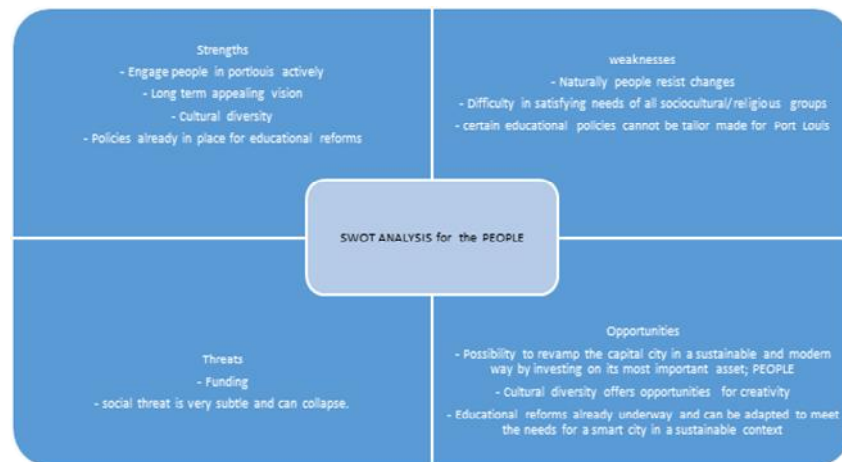 Strengths
- Engage people in portlouis actively
- Long term appealing vision
- Cultural diversity
- Policies already in place for educational reforms
weaknesses
- Naturally people resist changes
- Difficulty in satisfying needs of all sociocultural/religious groups
- certain educational policies cannot be tailor made for Port Louis
SWOT ANALYSIS for the PEOPLE
Threats
- Funding
- social threat is very subtle and can collapse.
Opportunities
- Possibility to revamp the capital city in a sustainable and modern
way by investing on its most important asset; PEOPLE
- Cultural diversity offers opportunities for creativity
- Educational reforms already underway and can be adapted to meet
the needs for a smart city in a sustainable context